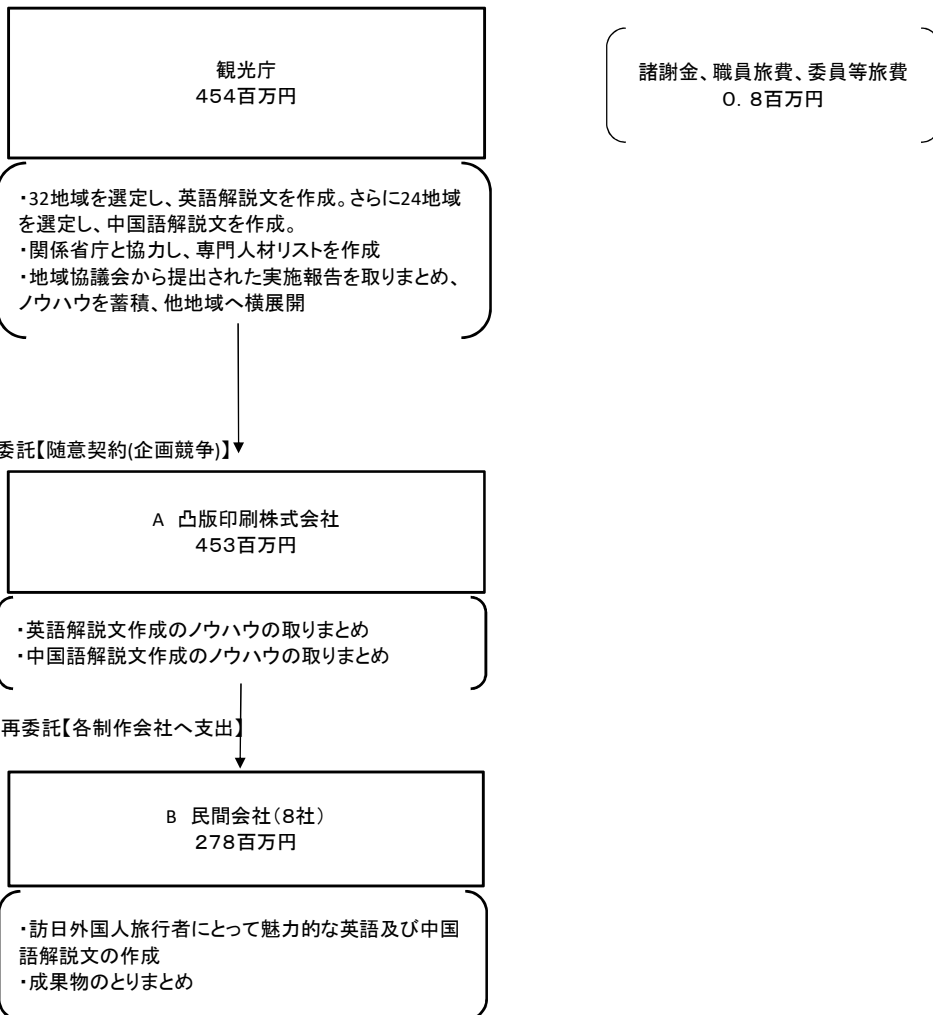 観光庁
454百万円
諸謝金、職員旅費、委員等旅費
0．8百万円
・32地域を選定し、英語解説文を作成。さらに24地域
を選定し、中国語解説文を作成。
・関係省庁と協力し、専門人材リストを作成
・地域協議会から提出された実施報告を取りまとめ、
ノウハウを蓄積、他地域へ横展開
委託【随意契約(企画競争)】
A 凸版印刷株式会社
453百万円
・英語解説文作成のノウハウの取りまとめ
・中国語解説文作成のノウハウの取りまとめ
再委託【各制作会社へ支出】
B 民間会社（8社）
278百万円
・訪日外国人旅行者にとって魅力的な英語及び中国
語解説文の作成
・成果物のとりまとめ